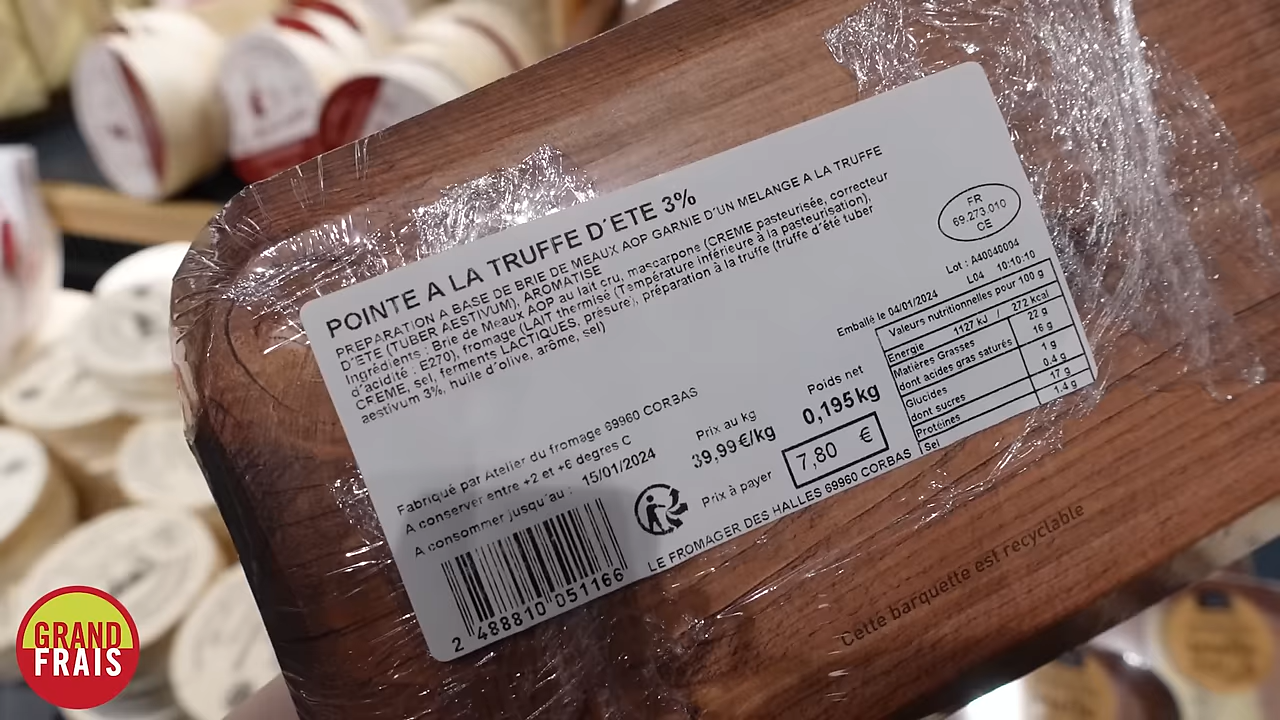 POINTE A LA TRUFFE D'ETE 3%
PREPARATION A BASE DE BRIE DE MEAUX AOP GARNIE D'UN MELANGE A LA TRUFFE
D'ETE (TUBER AESTIVUM), AROMATISE
Ingrédients : Brie de Meaux AOP au lait cru, mascarpone (CREME pasteurisée, correcteur
d'acidité : E270), fromage (LAIT thermisé (Température inférieure à la pasteurisation),
CREME, sel, ferments LACTIQUES, présure), préparation à la truffe (truffe d'été tuber
aestivum 3%, huile d'olive, arôme, sel)
FR
69.273.010
CE
Lot : A40040004
L04 10:10:10
Emballé le 04/01/2024
Valeurs nutritionnelles pour 100 g
Energie 1127 kJ / 272 kcal
Matières Grasses 22 g
dont acides gras saturés 16 g
Glucides 1 g
dont sucres 0.4 g
Protéines 17 g
Sel 1.4 g
Fabriqué par Atelier du fromage 69960 CORBAS
A conserver entre +2 et +6 degres C
A consommer jusqu'au : 15/01/2024
Prix au kg
39,99€/kg
Poids net
0,195kg
Prix à payer
7,80 €
LE FROMAGER DES HALLES 69960 CORBAS
2 488810 051166
Cette barquette est recyclable
GRAND
FRAIS